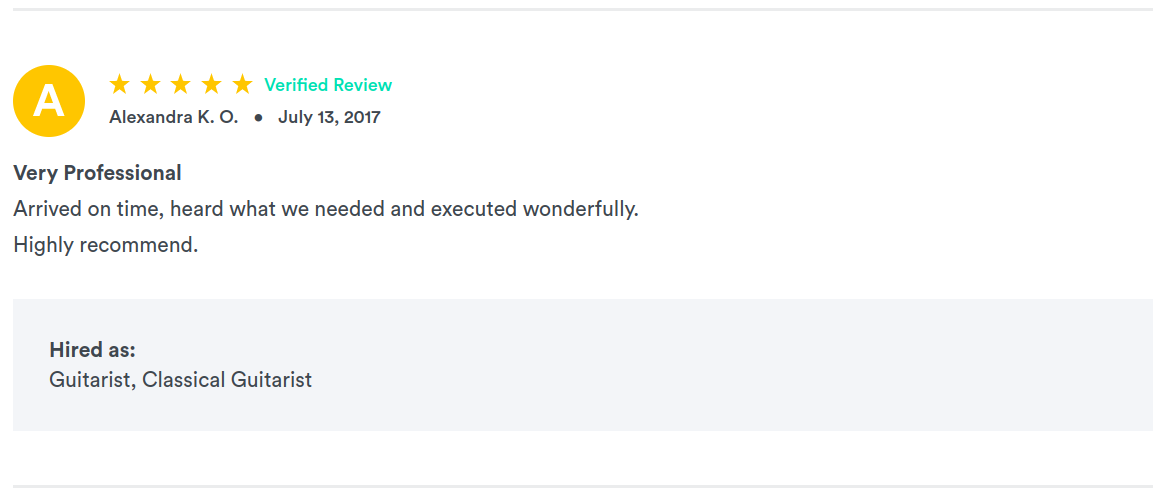 A
Verified Review
Alexandra K. O. ● July 13, 2017
Very Professional
Arrived on time, heard what we needed and executed wonderfully.
Highly recommend.
Hired as:
Guitarist, Classical Guitarist